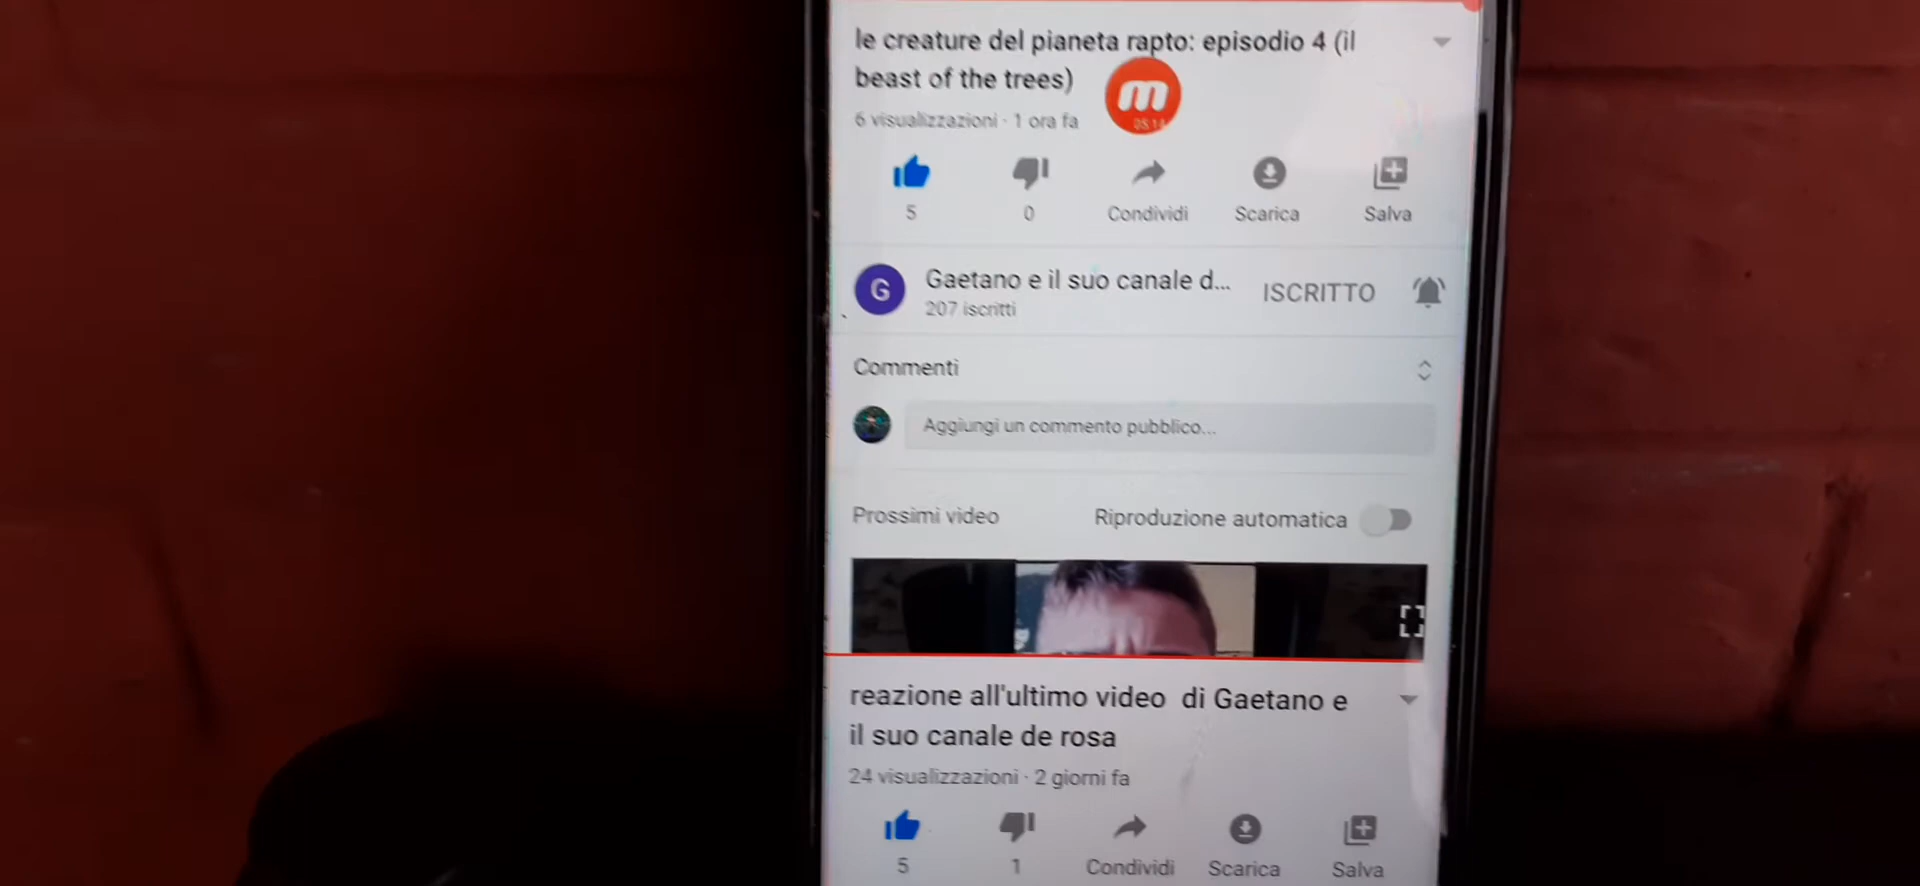 le creature del pianeta rapto: episodio 4 (il
beast of the trees)
m
05:14
6 visualizzazioni · 1 ora fa
5
0
Condividi
Scarica
Salva
G
Gaetano e il suo canale d...
207 iscritti
ISCRITTO
Commenti
Aggiungi un commento pubblico...
Prossimi video
Riproduzione automatica
reazione all'ultimo video di Gaetano e
il suo canale de rosa
24 visualizzazioni · 2 giorni fa
5
1
Condividi
Scarica
Salva